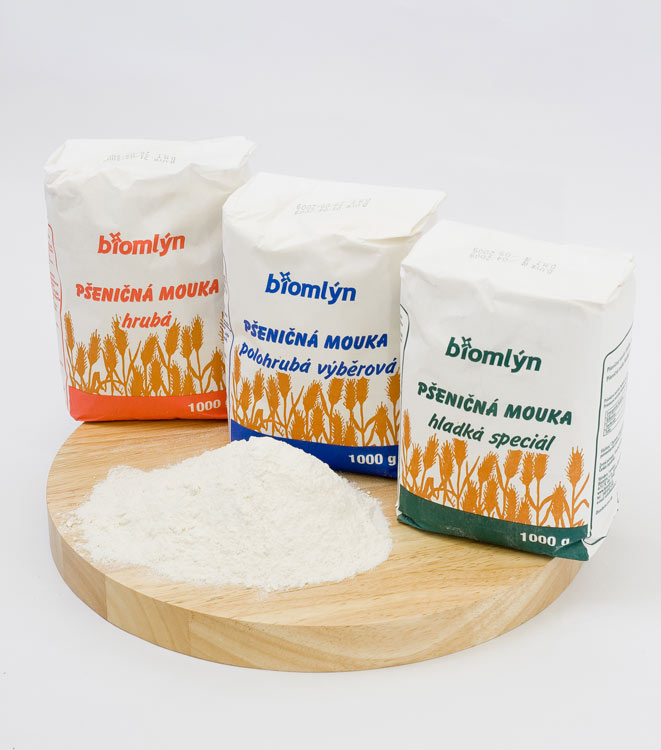 biomlýn
PŠENIČNÁ MOUKA
hrubá
1000
biomlýn
PŠENIČNÁ MOUKA
polohrubá výběrová
1000 g
biomlýn
PŠENIČNÁ MOUKA
hladká speciál
1000 g